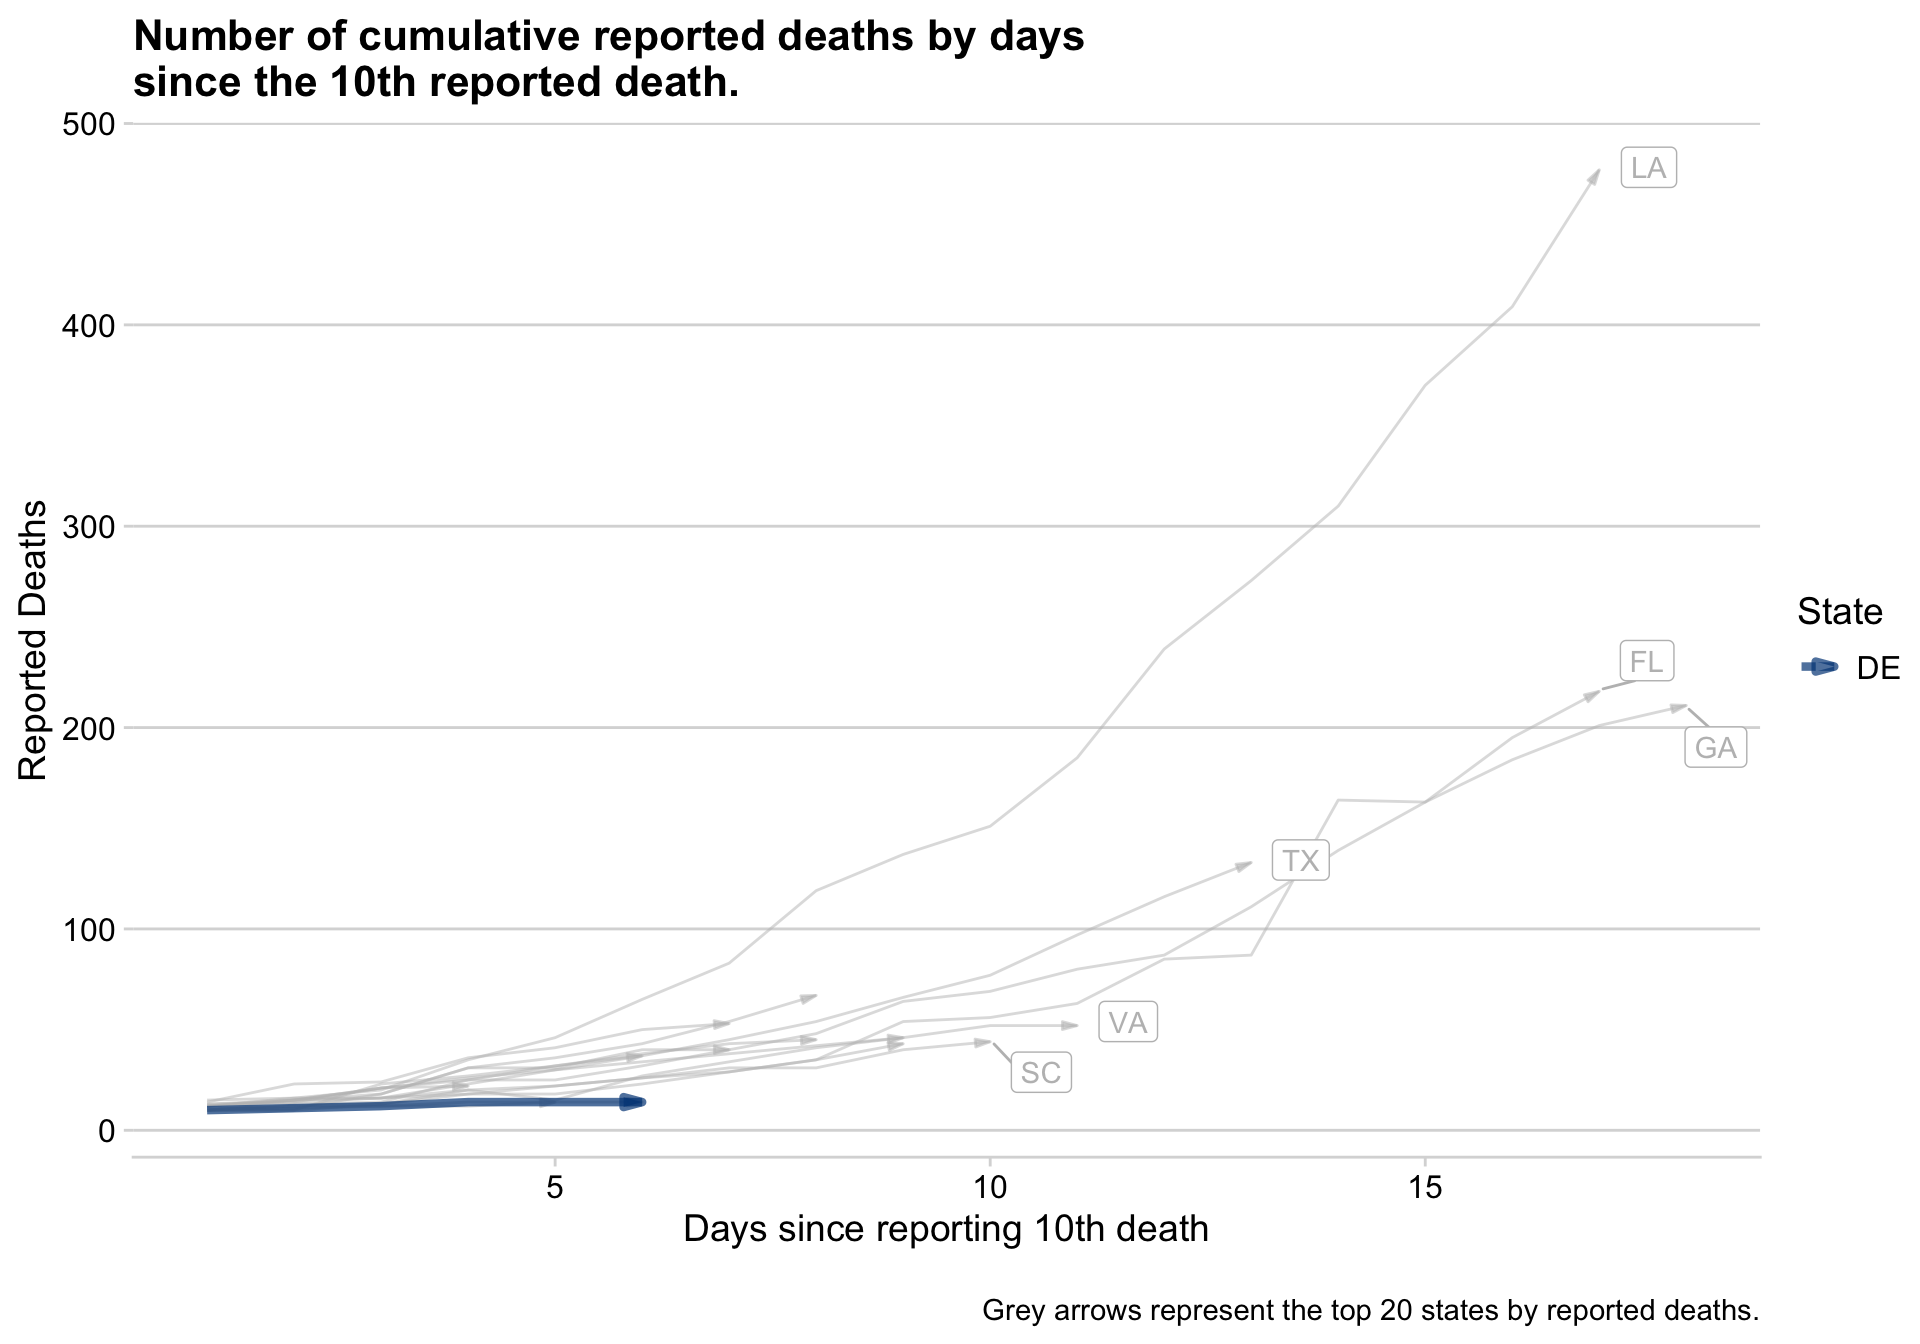 Number of cumulative reported deaths by days
since the 10th reported death.
500
400
300
200
100
0
Reported Deaths
LA
FL
GA
TX
VA
SC
State
DE
5
10
15
Days since reporting 10th death
Grey arrows represent the top 20 states by reported deaths.